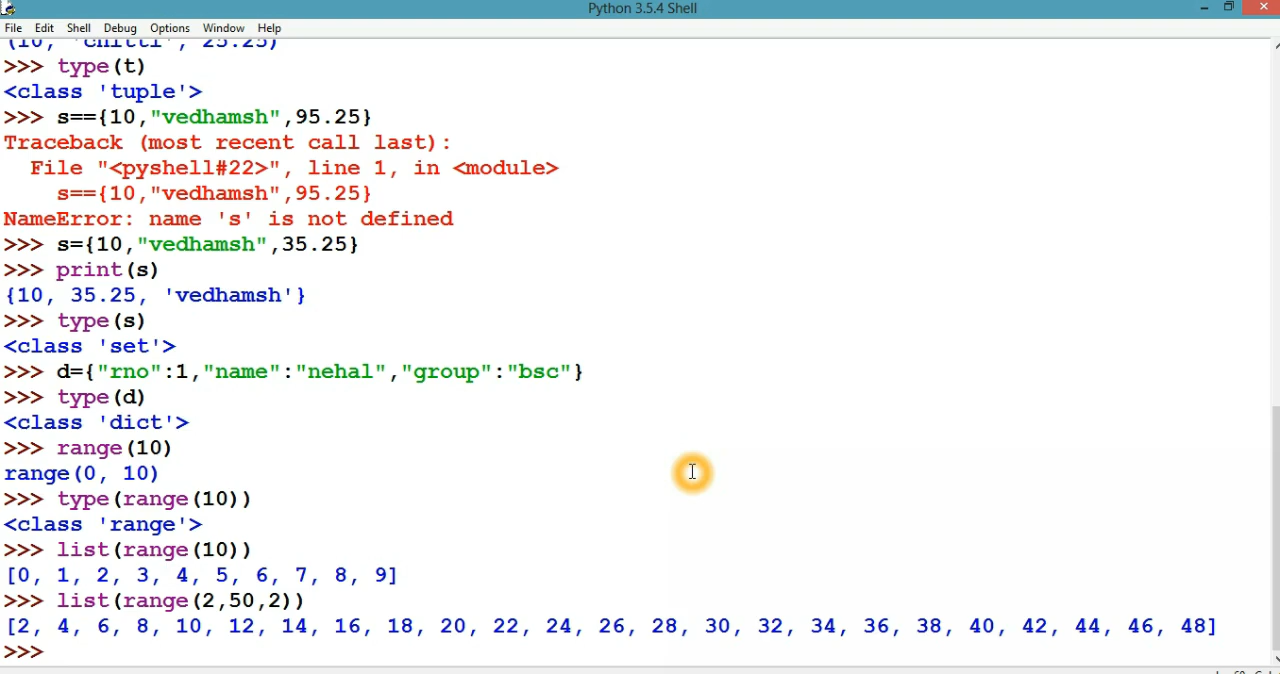 Python 3.5.4 Shell
File Edit Shell Debug Options Window Help
(10, 'chitti', 25.25)
>>> type(t)
<class 'tuple'>
>>> s=={10,"vedhamsh",95.25}
Traceback (most recent call last):
  File "<pyshell#22>", line 1, in <module>
    s=={10,"vedhamsh",95.25}
NameError: name 's' is not defined
>>> s={10,"vedhamsh",35.25}
>>> print(s)
{10, 35.25, 'vedhamsh'}
>>> type(s)
<class 'set'>
>>> d={"rno":1,"name":"nehal","group":"bsc"}
>>> type(d)
<class 'dict'>
>>> range(10)
range(0, 10)
>>> type(range(10))
<class 'range'>
>>> list(range(10))
[0, 1, 2, 3, 4, 5, 6, 7, 8, 9]
>>> list(range(2,50,2))
[2, 4, 6, 8, 10, 12, 14, 16, 18, 20, 22, 24, 26, 28, 30, 32, 34, 36, 38, 40, 42, 44, 46, 48]
>>>